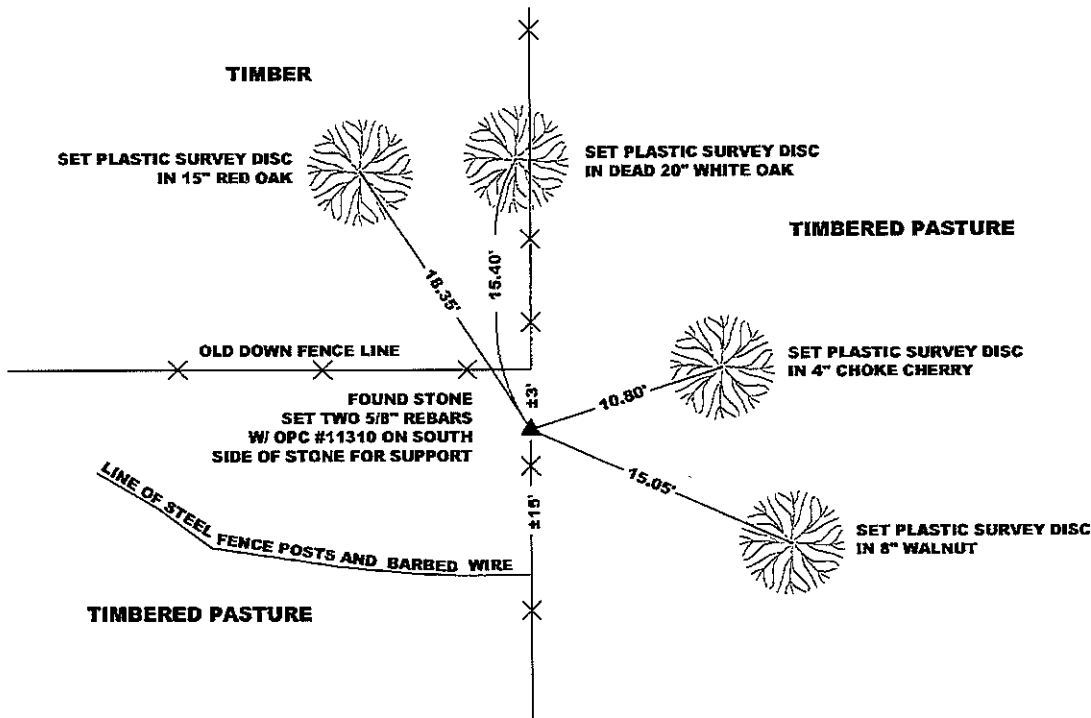 TIMBER
SET PLASTIC SURVEY DISC
IN 15" RED OAK
SET PLASTIC SURVEY DISC
IN DEAD 20" WHITE OAK
TIMBERED PASTURE
18.35'
15.40'
OLD DOWN FENCE LINE
SET PLASTIC SURVEY DISC
IN 4" CHOKE CHERRY
FOUND STONE
SET TWO 5/8" REBARS
W/ OPC #11310 ON SOUTH
SIDE OF STONE FOR SUPPORT
±3'
10.80'
15.05'
LINE OF STEEL FENCE POSTS AND BARBED WIRE
±15'
SET PLASTIC SURVEY DISC
IN 8" WALNUT
TIMBERED PASTURE